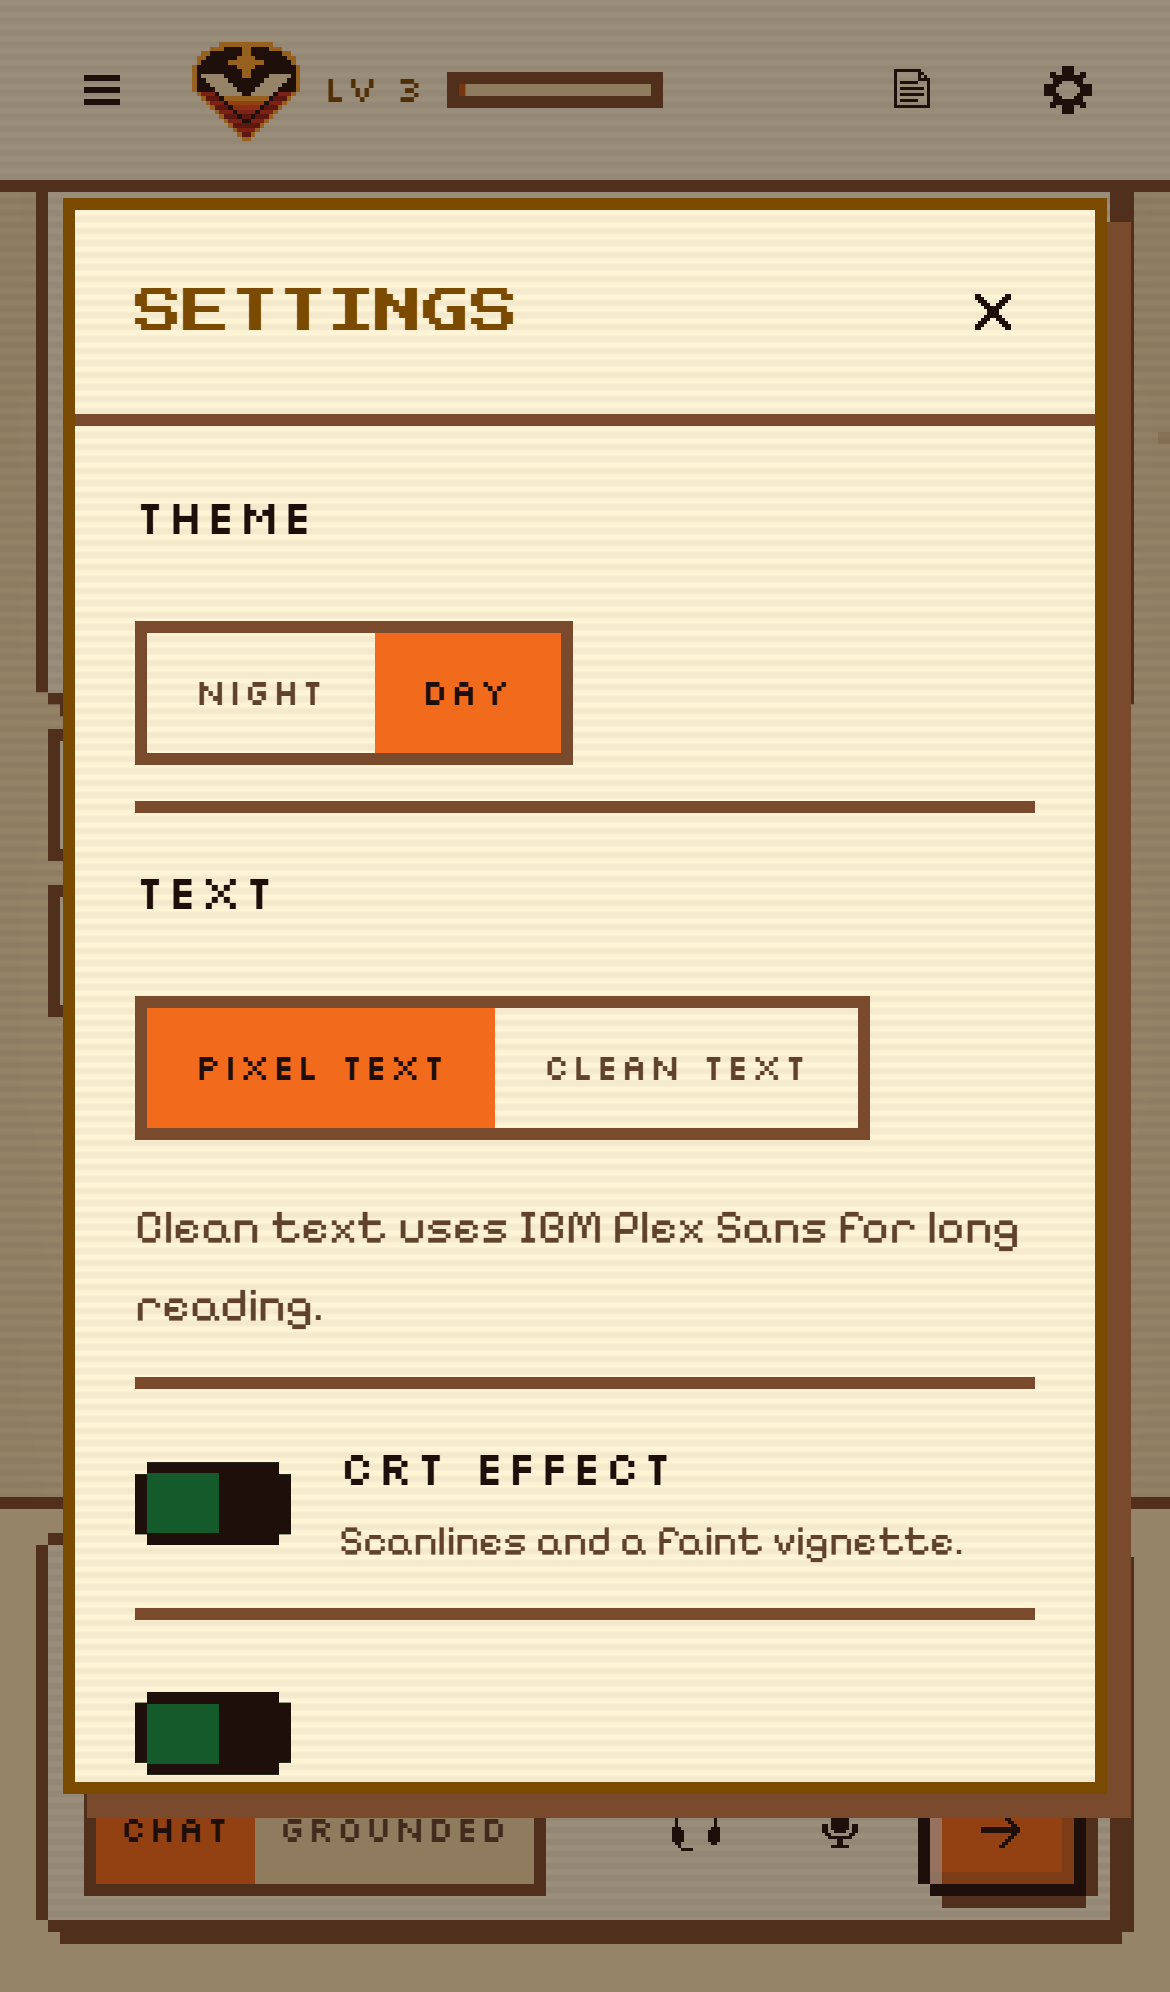 LV 3
SETTINGS
THEME
NIGHT DAY
TEXT
PIXEL TEXT CLEAN TEXT
Clean text uses IBM Plex Sans for long
reading.
CRT EFFECT
Scanlines and a faint vignette.
CHAT GROUNDED